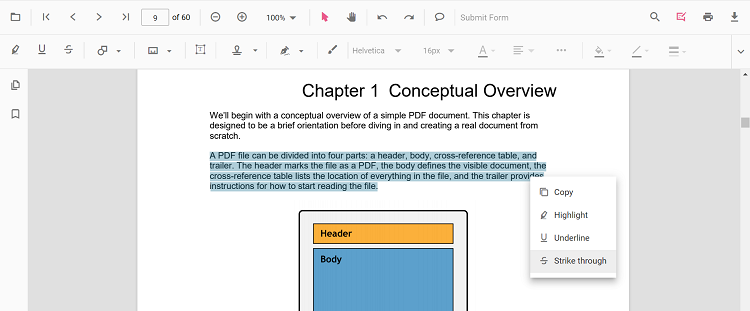 9 of 60 100% Submit Form
Helvetica 16px
Chapter 1 Conceptual Overview
We'll begin with a conceptual overview of a simple PDF document. This chapter is
designed to be a brief orientation before diving in and creating a real document from
scratch.
A PDF file can be divided into four parts: a header, body, cross-reference table, and
trailer. The header marks the file as a PDF, the body defines the visible document, the
cross-reference table lists the location of everything in the file, and the trailer provides
instructions for how to start reading the file.
Copy
Highlight
Underline
Strike through
Header
Body